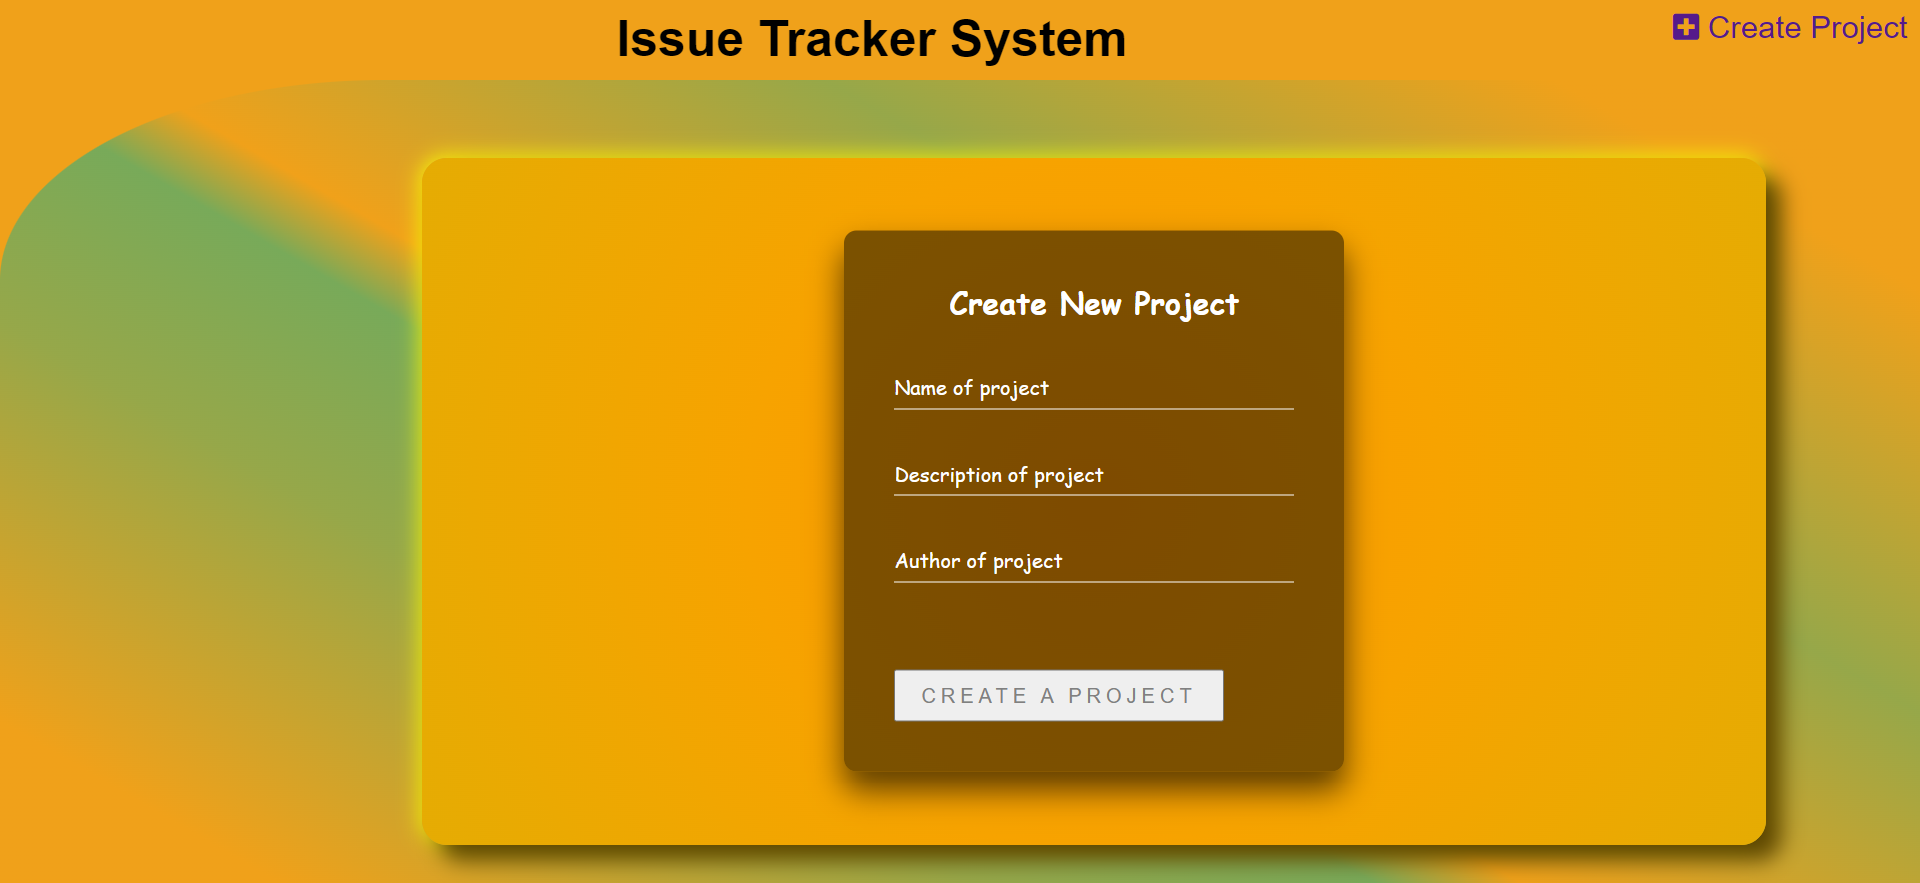 Issue Tracker System
Create Project
Create New Project
Name of project
Description of project
Author of project
CREATE A PROJECT